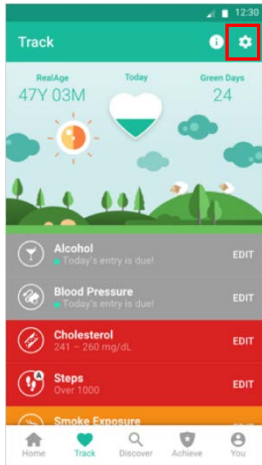 12:30
Track
RealAge
Today
Green Days
47Y 03M
24
Alcohol
Today's entry is due!
EDIT
Blood Pressure
Today's entry is due!
EDIT
Cholesterol
241 – 260 mg/dL
EDIT
A
Steps
Over 1000
EDIT
Smoke Exposure
Home
Track
Discover
Achieve
You